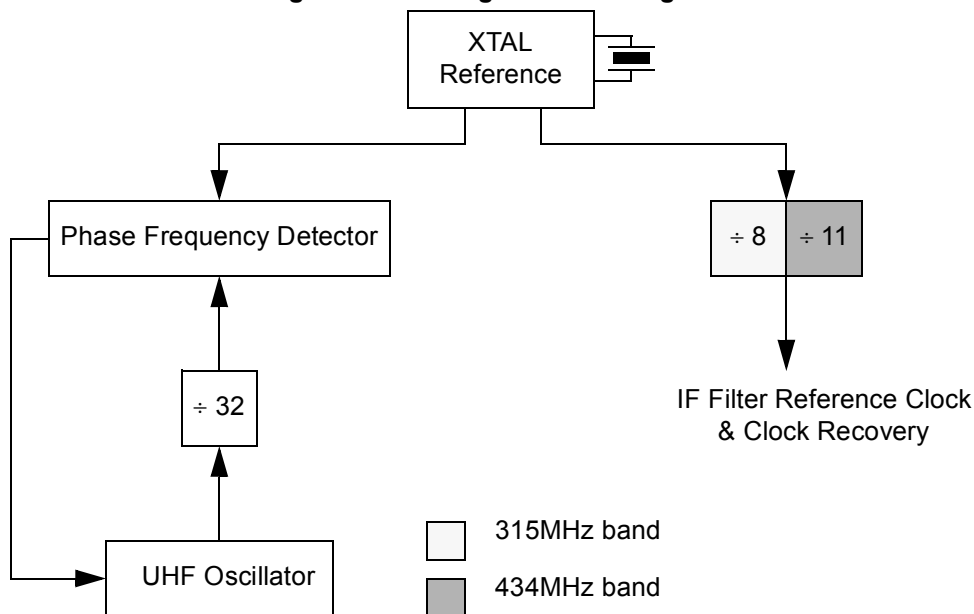 XTAL
Reference
Phase Frequency Detector
÷ 8
÷ 11
÷ 32
IF Filter Reference Clock
& Clock Recovery
315MHz band
UHF Oscillator
434MHz band